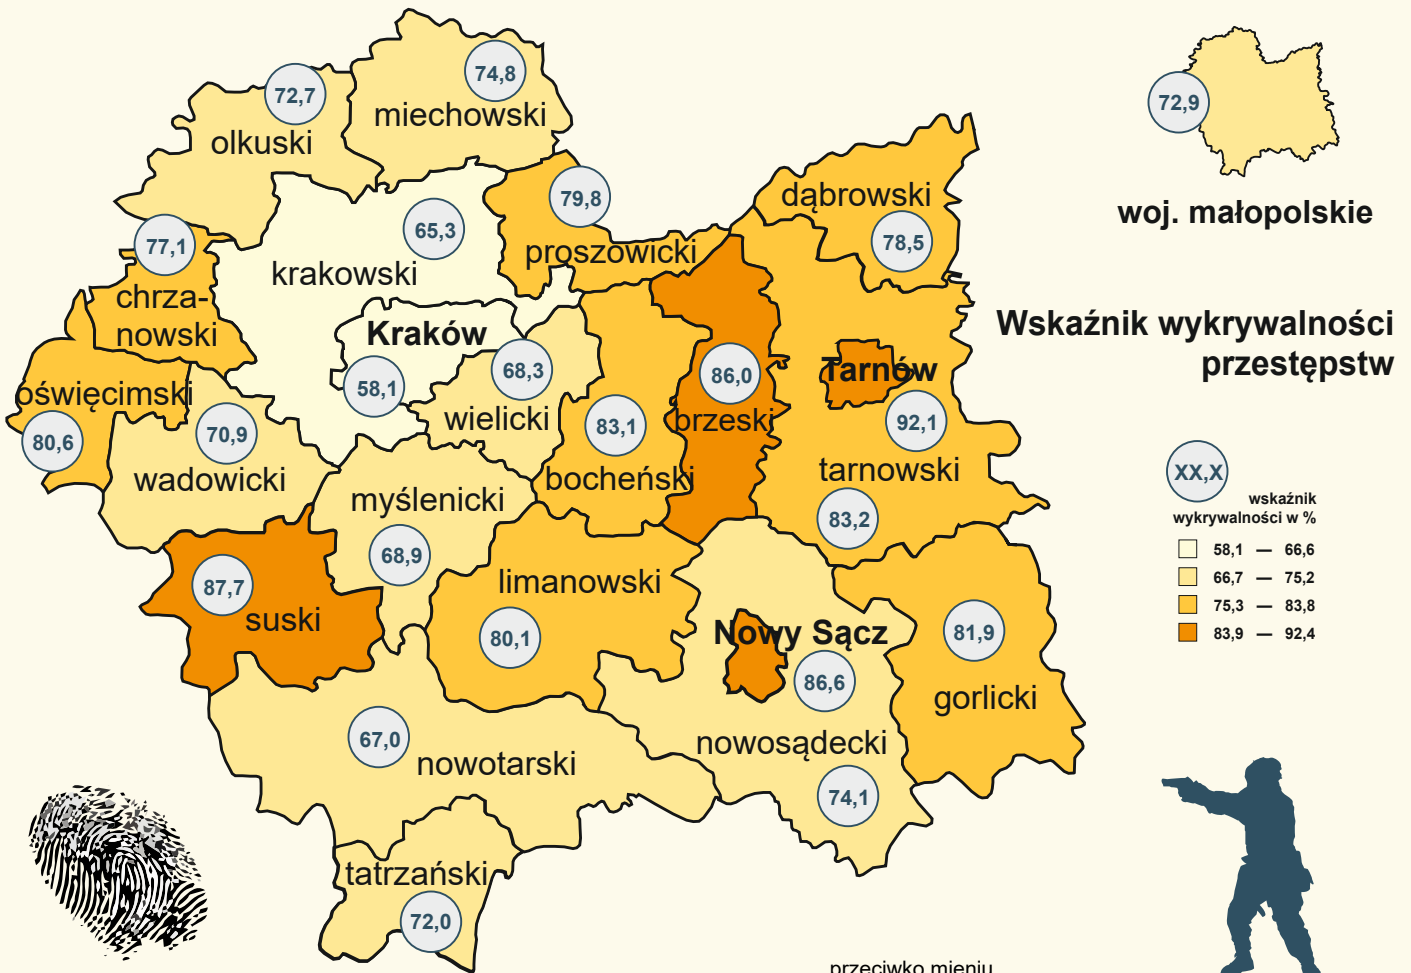 74,8
72,7
miechowski
olkuski
72,9
79,8
dąbrowski
woj. małopolskie
65,3
78,5
77,1
proszowicki
krakowski
chrza-
nowski
Wskaźnik wykrywalności
przestępstw
Kraków
68,3
86,0
Tarnów
58,1
oświęcimski
92,1
wielicki
83,1
brzeski
80,6
70,9
tarnowski
wadowicki
bocheński
XX,X
wskaźnik
wykrywalności w %
58,1 — 66,6
66,7 — 75,2
75,3 — 83,8
83,9 — 92,4
myślenicki
83,2
68,9
limanowski
87,7
suski
80,1
Nowy Sącz
81,9
86,6
gorlicki
67,0
nowosądecki
nowotarski
74,1
tatrzański
72,0
przeciwko mieniu